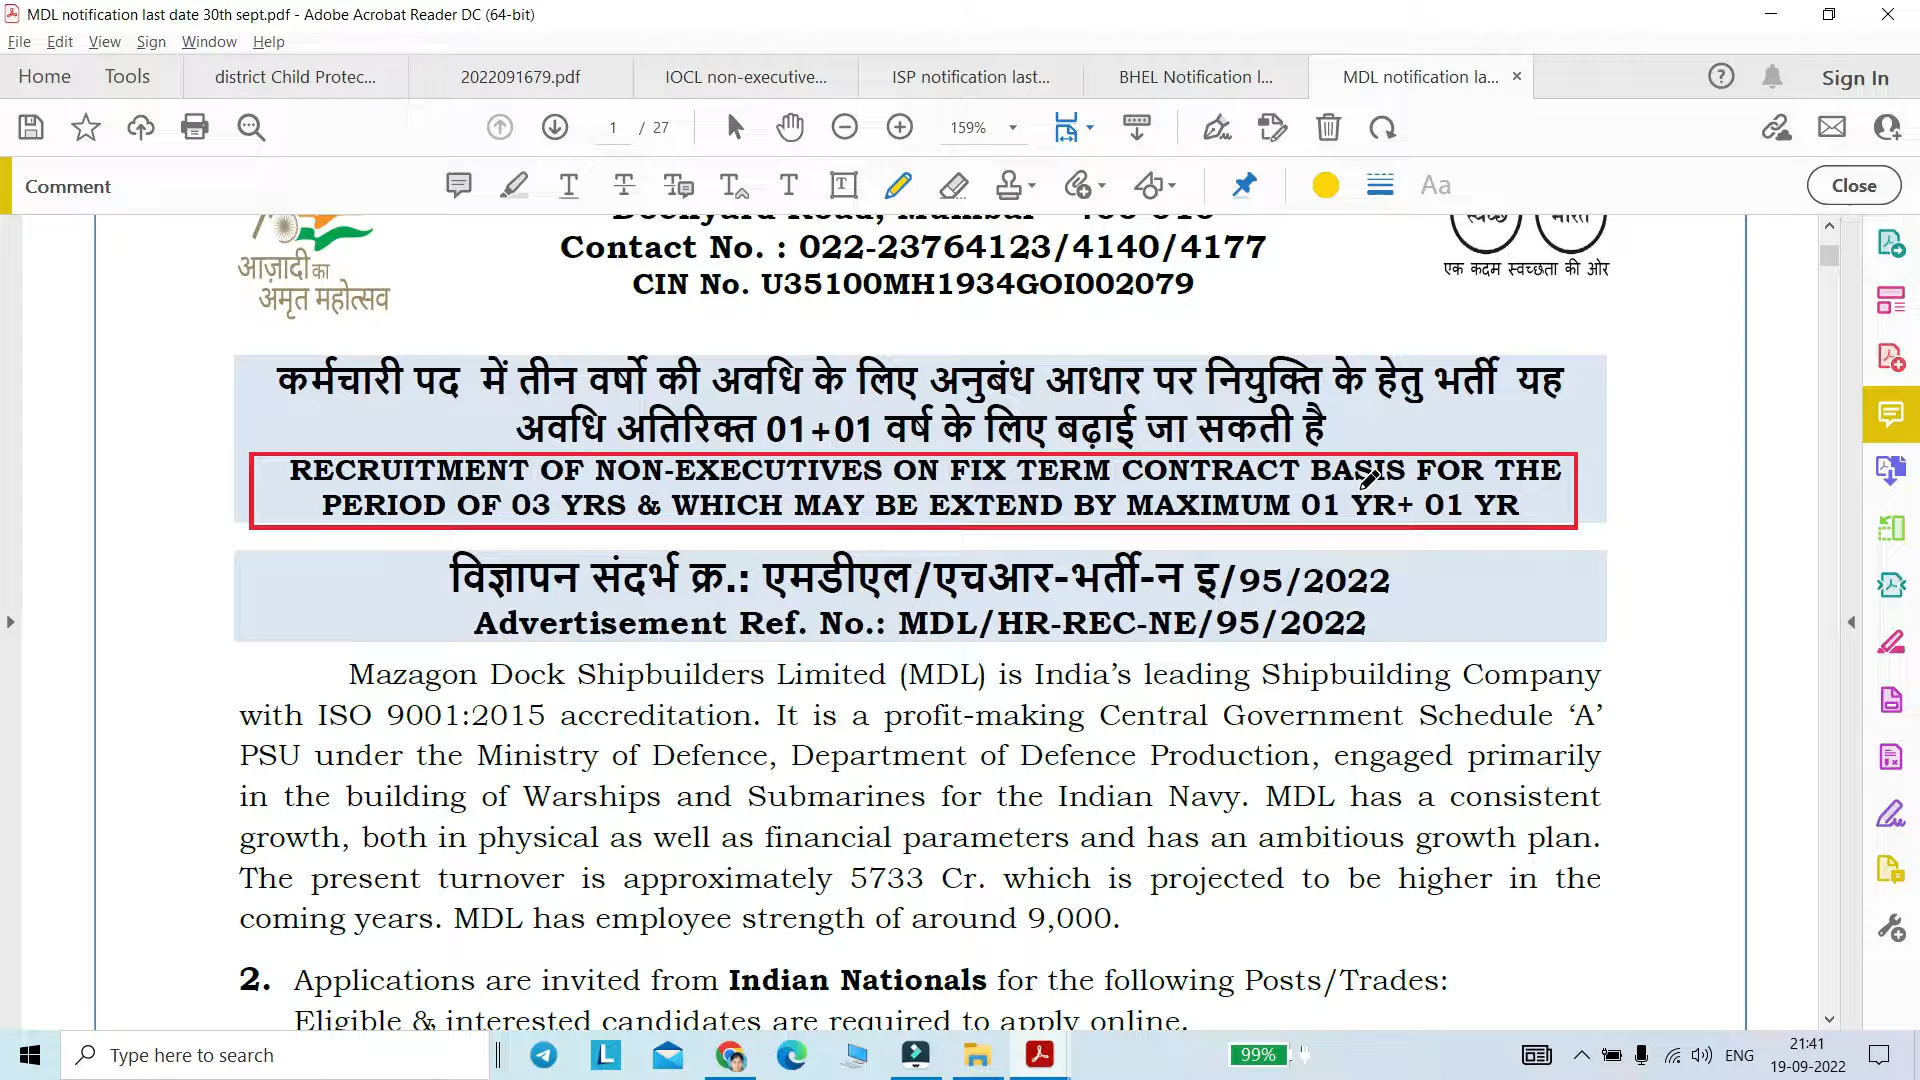 MDL notification last date 30th sept.pdf - Adobe Acrobat Reader DC (64-bit)
File Edit View Sign Window Help
Home Tools district Child Protec... 2022091679.pdf IOCL non-executive... ISP notification last... BHEL Notification l... MDL notification la... Sign In
1 / 27 159%
Comment Close
Contact No. : 022-23764123/4140/4177
CIN No. U35100MH1934GOI002079
आज़ादी का
अमृत महोत्सव
एक कदम स्वच्छता की ओर
कर्मचारी पद में तीन वर्षो की अवधि के लिए अनुबंध आधार पर नियुक्ति के हेतु भर्ती यह
अवधि अतिरिक्त 01+01 वर्ष के लिए बढ़ाई जा सकती है
RECRUITMENT OF NON-EXECUTIVES ON FIX TERM CONTRACT BASIS FOR THE
PERIOD OF 03 YRS & WHICH MAY BE EXTEND BY MAXIMUM 01 YR+ 01 YR
विज्ञापन संदर्भ क्र.: एमडीएल/एचआर-भर्ती-न इ/95/2022
Advertisement Ref. No.: MDL/HR-REC-NE/95/2022
Mazagon Dock Shipbuilders Limited (MDL) is India’s leading Shipbuilding Company
with ISO 9001:2015 accreditation. It is a profit-making Central Government Schedule ‘A’
PSU under the Ministry of Defence, Department of Defence Production, engaged primarily
in the building of Warships and Submarines for the Indian Navy. MDL has a consistent
growth, both in physical as well as financial parameters and has an ambitious growth plan.
The present turnover is approximately 5733 Cr. which is projected to be higher in the
coming years. MDL has employee strength of around 9,000.
2. Applications are invited from Indian Nationals for the following Posts/Trades:
Eligible & interested candidates are required to apply online.
Type here to search
99%
ENG
21:41
19-09-2022